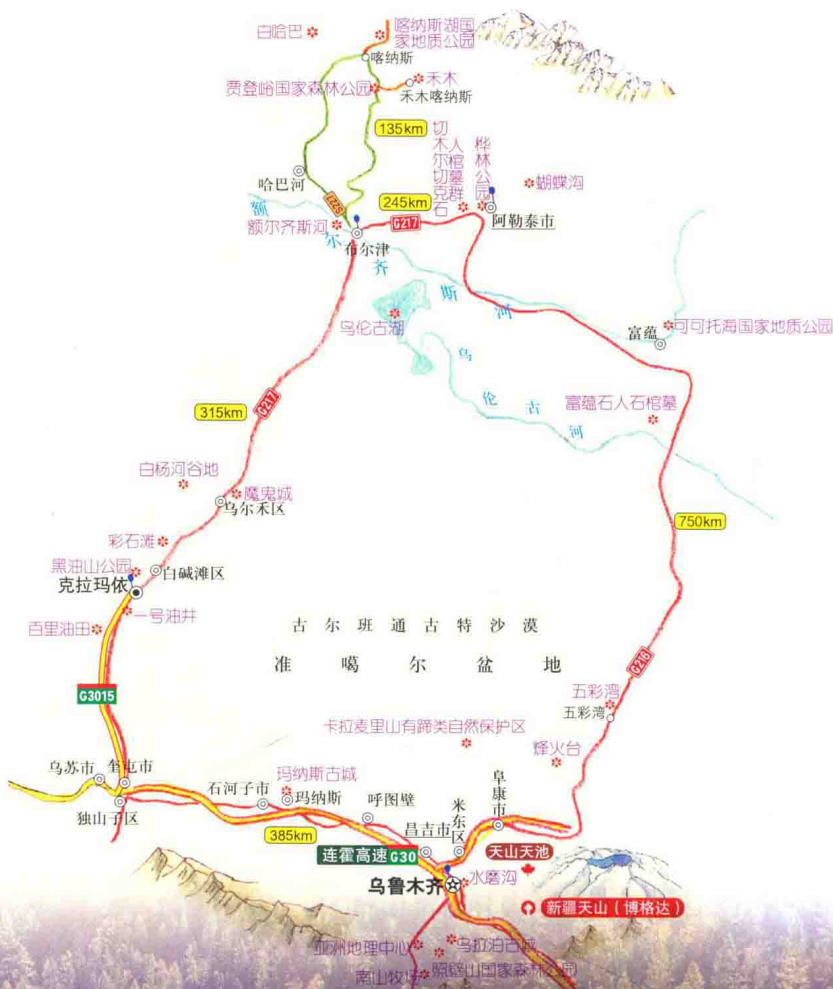 白哈巴
喀纳斯湖国
家地质公园
喀纳斯
贾登峪国家森林公园
禾木
禾木喀纳斯
135km
切木尔切克石人棺墓群
桦林公园
蝴蝶沟
哈巴河
S227
245km
G217
阿勒泰市
额尔齐斯河
布尔津
额尔齐斯河
乌伦古湖
乌伦古河
富蕴
可可托海国家地质公园
富蕴石人石棺墓
315km
G217
白杨河谷地
魔鬼城
乌尔禾区
750km
彩石滩
黑油山公园
白碱滩区
克拉玛依
一号油井
百里油田
古尔班通古特沙漠
准噶尔盆地
G216
G3015
五彩湾
五彩湾
卡拉麦里山有蹄类自然保护区
烽火台
乌苏市
奎屯市
独山子区
石河子市
玛纳斯古城
玛纳斯
呼图壁
385km
昌吉市
米东区
阜康市
连霍高速 G30
天山天池
乌鲁木齐
水磨沟
新疆天山（博格达）
亚洲地理中心
乌拉泊古城
南山牧场
照壁山国家森林公园